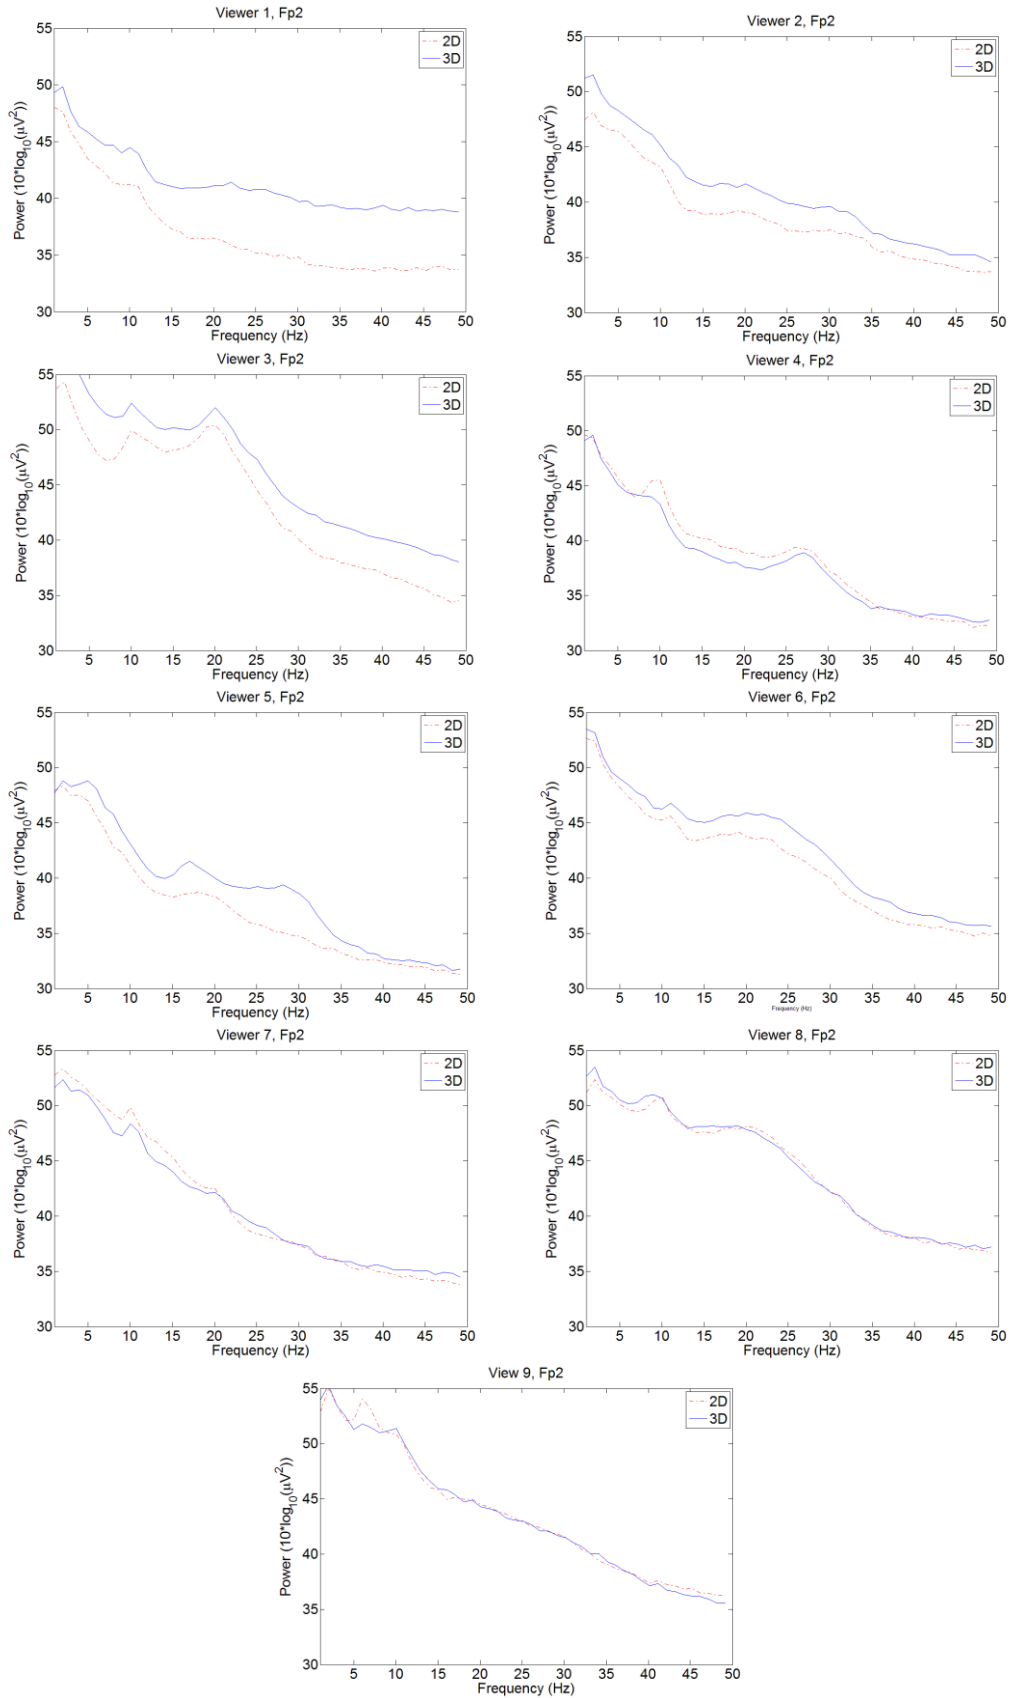 Viewer 1, Fp2
55
50
45
40
35
30
Power (10*log10(μV2))
2D
3D
5 10 15 20 25 30 35 40 45 50
Frequency (Hz)
Viewer 2, Fp2
55
50
45
40
35
30
Power (10*log10(μV2))
2D
3D
5 10 15 20 25 30 35 40 45 50
Frequency (Hz)
Viewer 3, Fp2
55
50
45
40
35
30
Power (10*log10(μV2))
2D
3D
5 10 15 20 25 30 35 40 45 50
Frequency (Hz)
Viewer 4, Fp2
55
50
45
40
35
30
Power (10*log10(μV2))
2D
3D
5 10 15 20 25 30 35 40 45 50
Frequency (Hz)
Viewer 5, Fp2
55
50
45
40
35
30
Power (10*log10(μV2))
2D
3D
5 10 15 20 25 30 35 40 45 50
Frequency (Hz)
Viewer 6, Fp2
55
50
45
40
35
30
Power (10*log10(μV2))
2D
3D
5 10 15 20 25 30 35 40 45 50
Frequency (Hz)
Viewer 7, Fp2
55
50
45
40
35
30
Power (10*log10(μV2))
2D
3D
5 10 15 20 25 30 35 40 45 50
Frequency (Hz)
Viewer 8, Fp2
55
50
45
40
35
30
Power (10*log10(μV2))
2D
3D
5 10 15 20 25 30 35 40 45 50
Frequency (Hz)
View 9, Fp2
55
50
45
40
35
30
Power (10*log10(μV2))
2D
3D
5 10 15 20 25 30 35 40 45 50
Frequency (Hz)